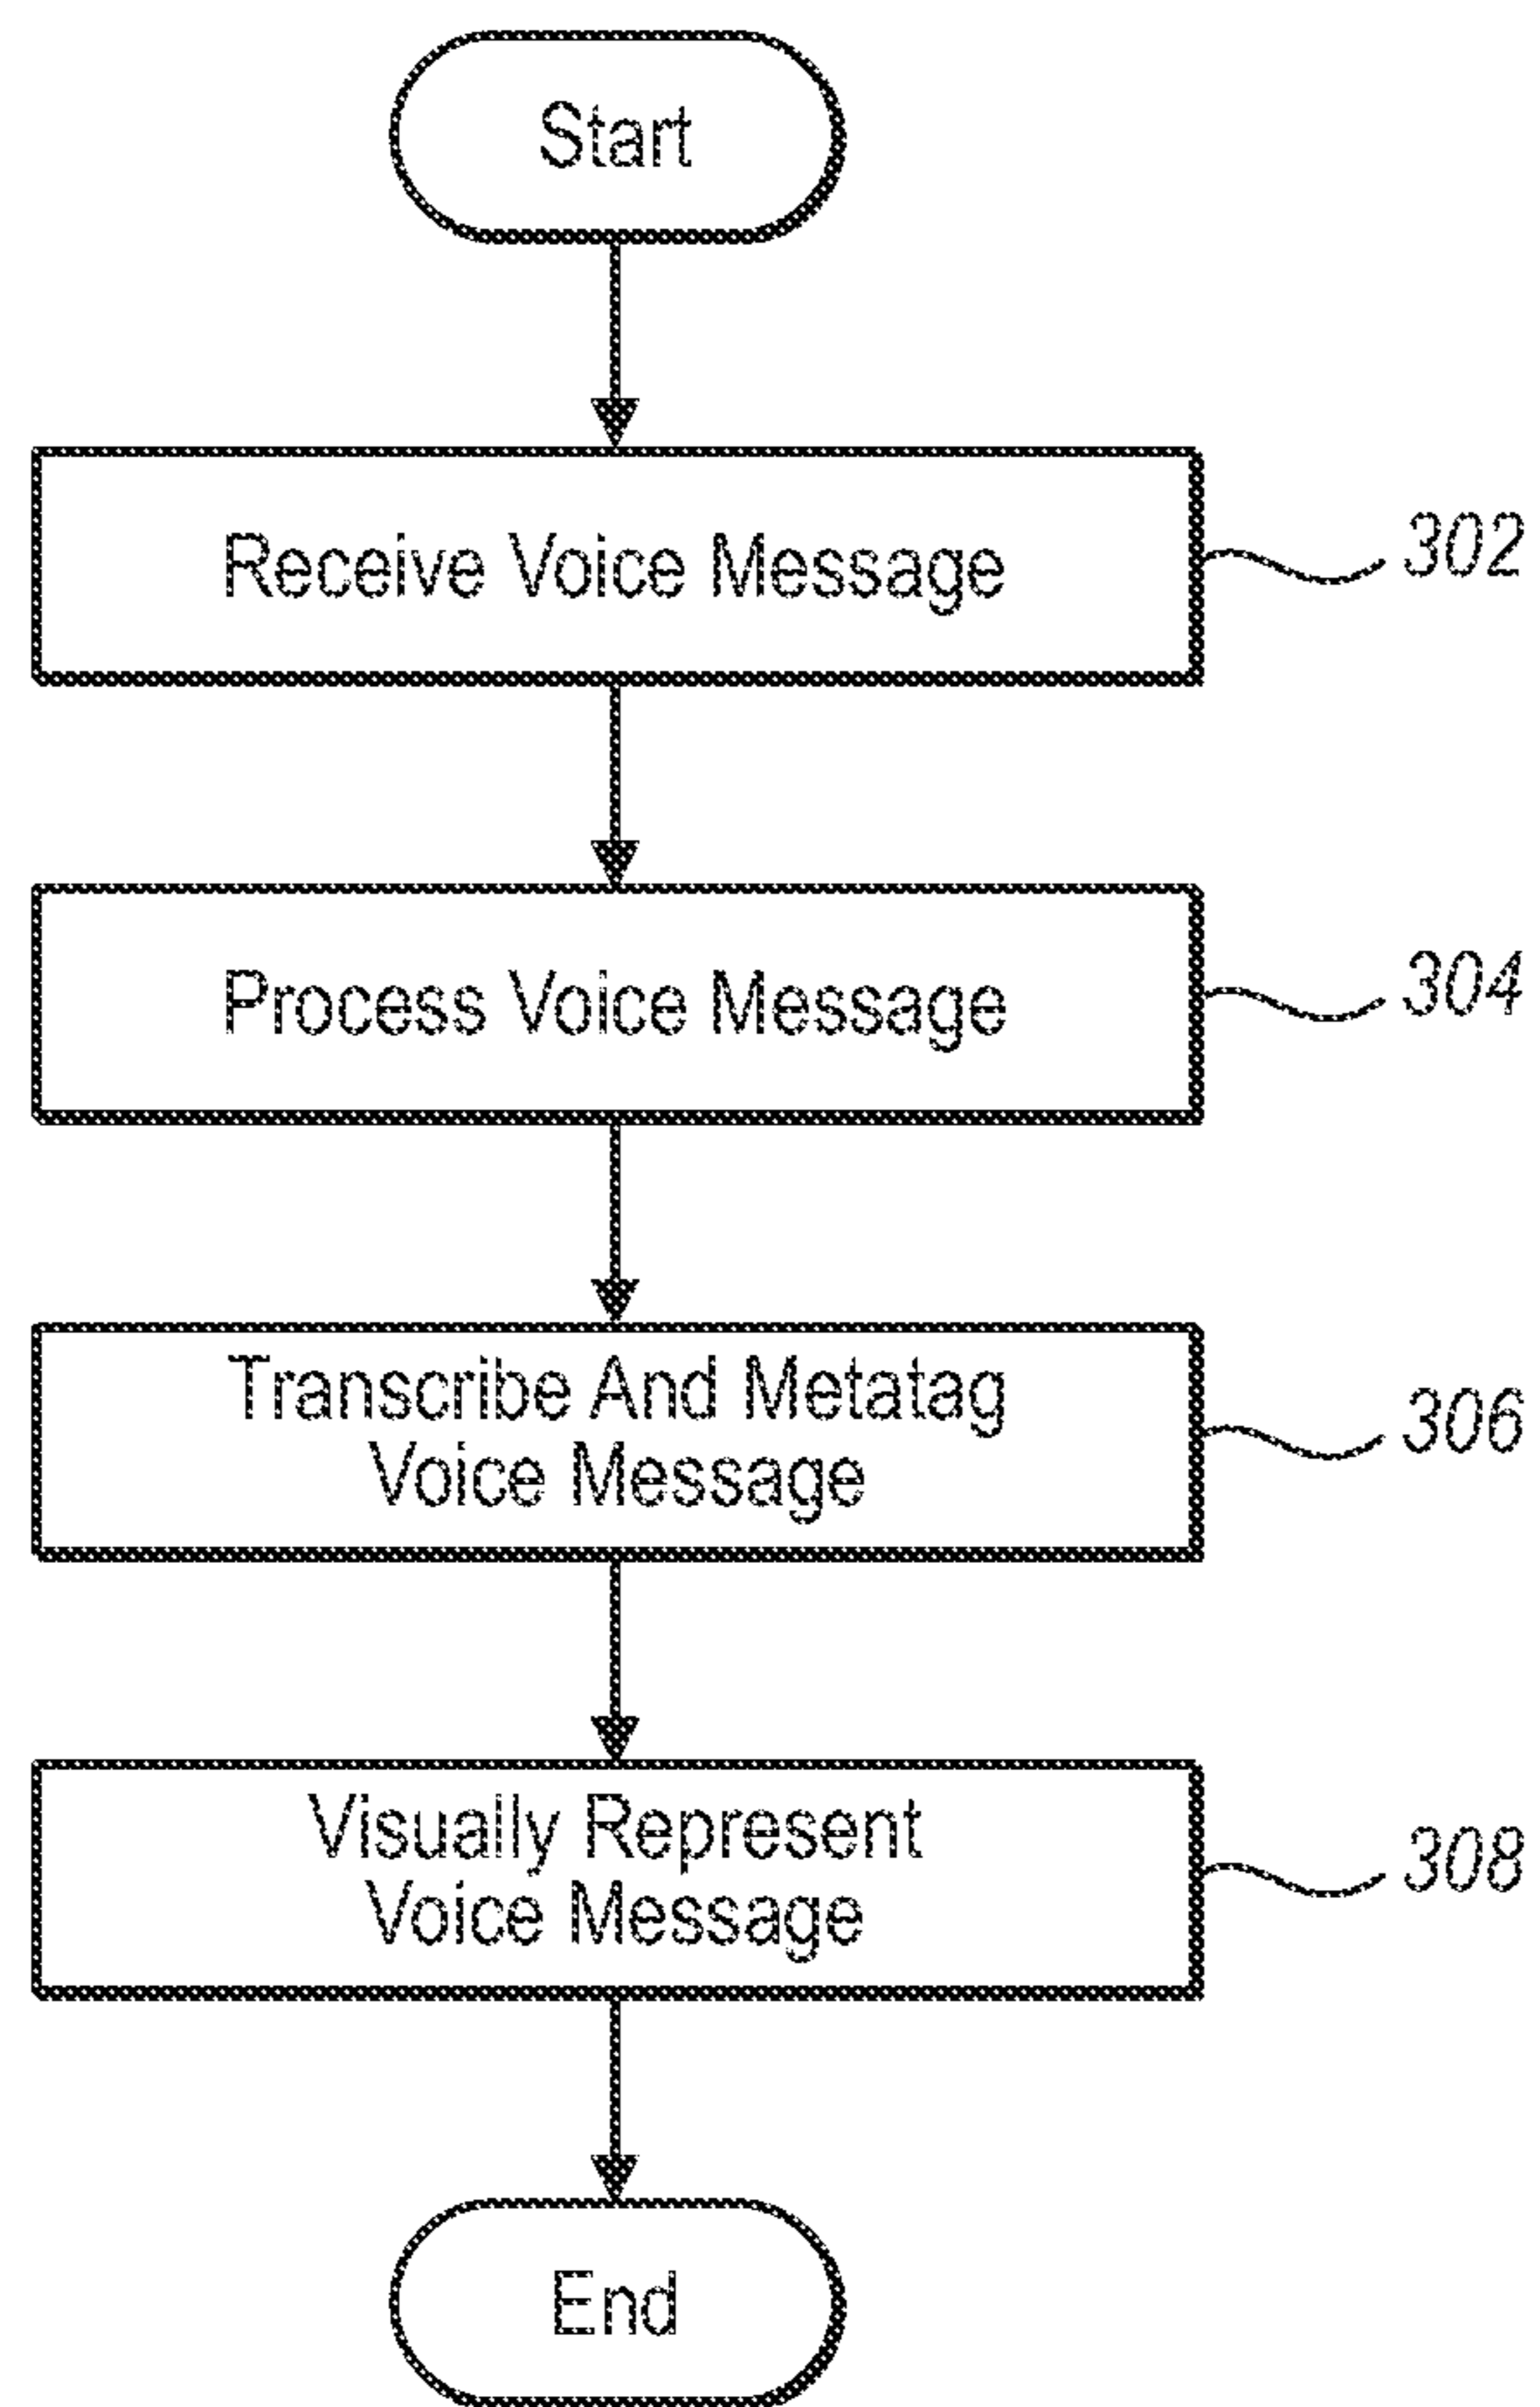 Start
Receive Voice Message
302
Process Voice Message
304
Transcribe And Metatag
Voice Message
306
Visually Represent
Voice Message
308
End